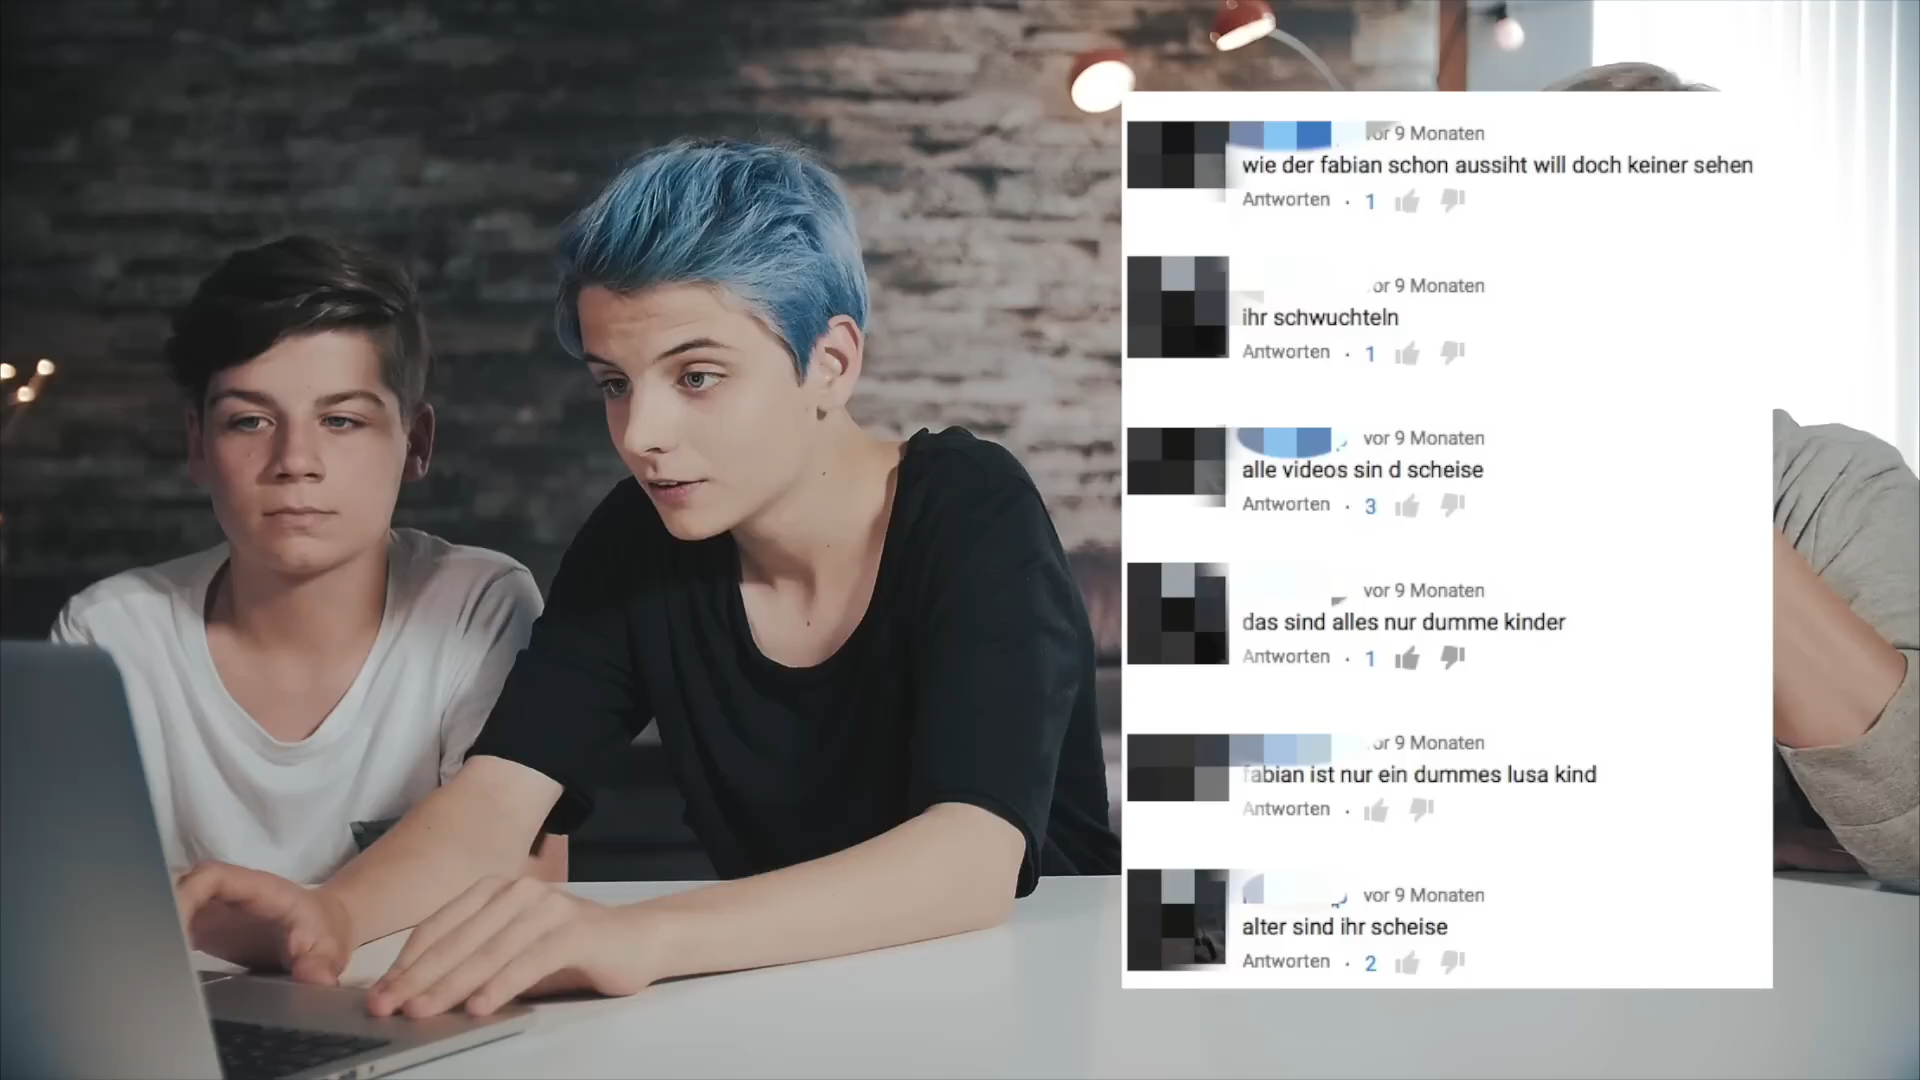 vor 9 Monaten
wie der fabian schon aussiht will doch keiner sehen
Antworten · 1
or 9 Monaten
ihr schwuchteln
Antworten · 1
vor 9 Monaten
alle videos sin d scheise
Antworten · 3
vor 9 Monaten
das sind alles nur dumme kinder
Antworten · 1
or 9 Monaten
fabian ist nur ein dummes lusa kind
Antworten ·
vor 9 Monaten
alter sind ihr scheise
Antworten · 2